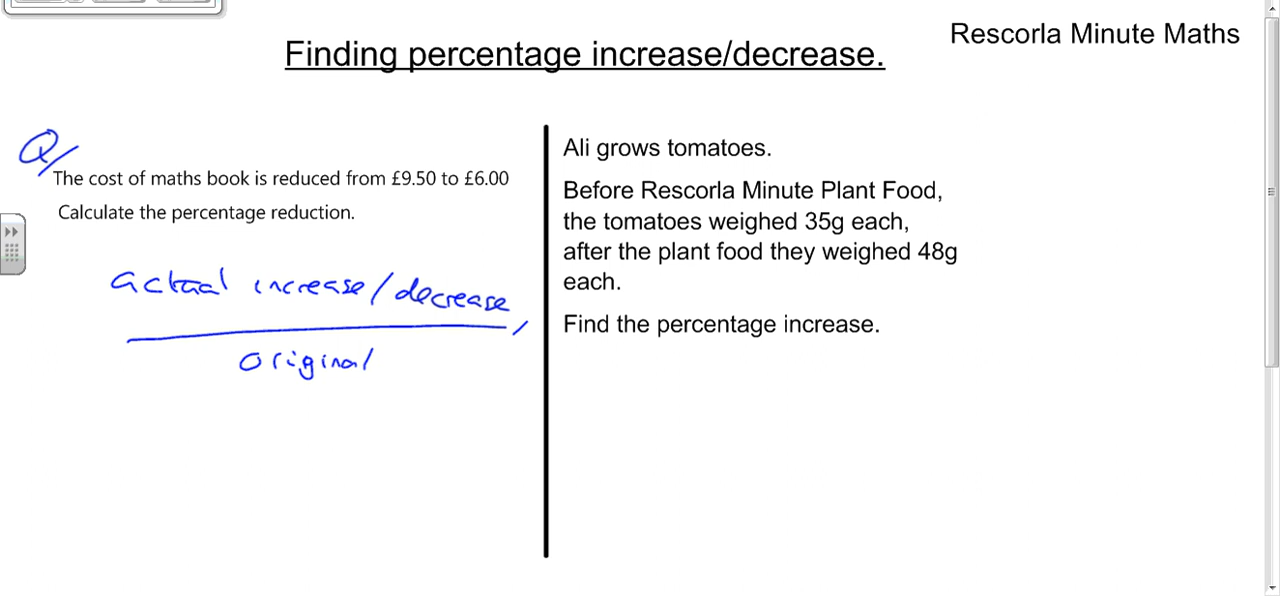 Rescorla Minute Maths
Finding percentage increase/decrease.
Q/
The cost of maths book is reduced from £9.50 to £6.00
Calculate the percentage reduction.
actual increase/decrease
original
Ali grows tomatoes.
Before Rescorla Minute Plant Food,
the tomatoes weighed 35g each,
after the plant food they weighed 48g
each.
Find the percentage increase.